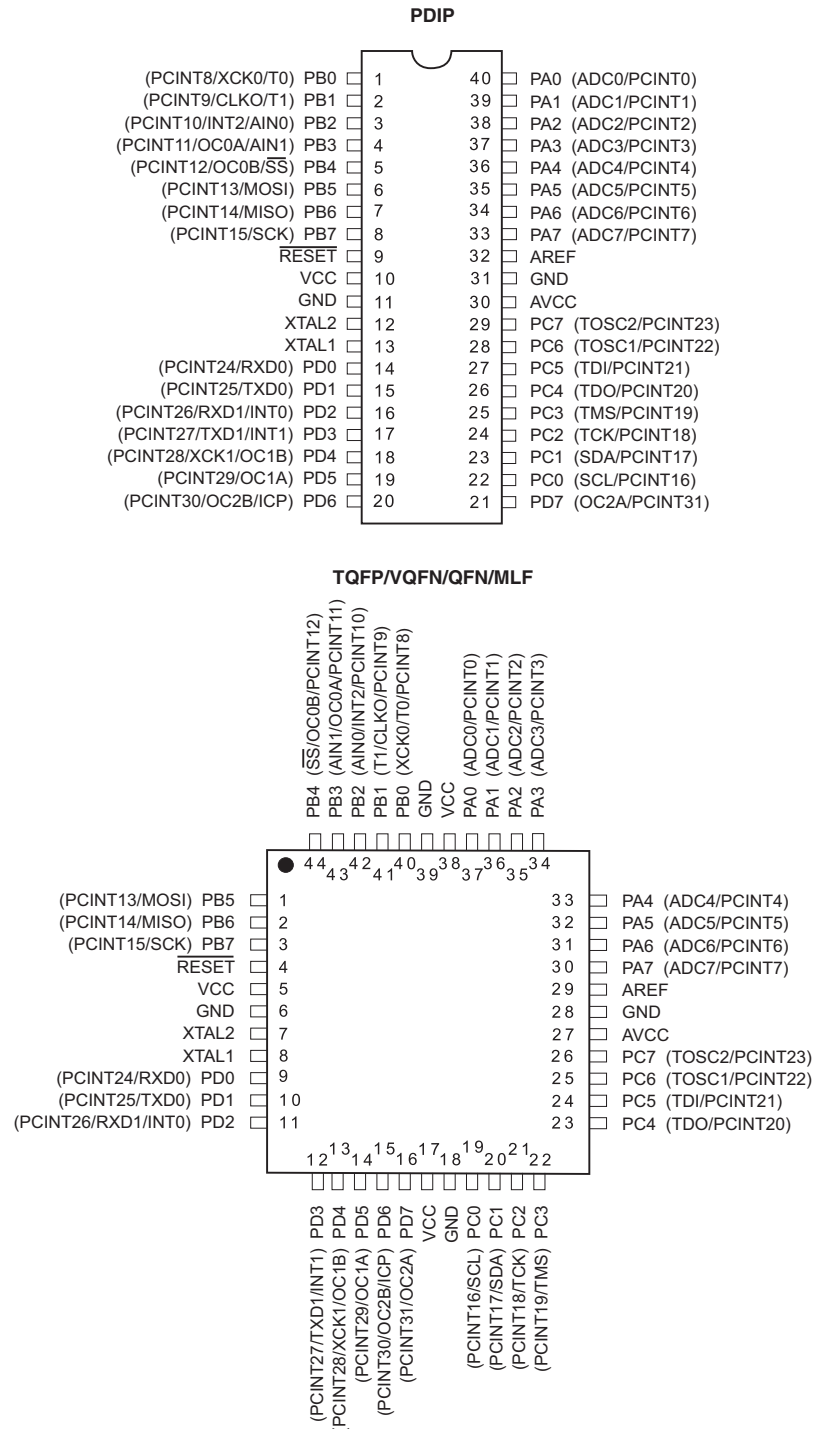 PDIP
(PCINT8/XCK0/T0) PB0 1 40 PA0 (ADC0/PCINT0)
(PCINT9/CLKO/T1) PB1 2 39 PA1 (ADC1/PCINT1)
(PCINT10/INT2/AIN0) PB2 3 38 PA2 (ADC2/PCINT2)
(PCINT11/OC0A/AIN1) PB3 4 37 PA3 (ADC3/PCINT3)
(PCINT12/OC0B/SS) PB4 5 36 PA4 (ADC4/PCINT4)
(PCINT13/MOSI) PB5 6 35 PA5 (ADC5/PCINT5)
(PCINT14/MISO) PB6 7 34 PA6 (ADC6/PCINT6)
(PCINT15/SCK) PB7 8 33 PA7 (ADC7/PCINT7)
RESET 9 32 AREF
VCC 10 31 GND
GND 11 30 AVCC
XTAL2 12 29 PC7 (TOSC2/PCINT23)
XTAL1 13 28 PC6 (TOSC1/PCINT22)
(PCINT24/RXD0) PD0 14 27 PC5 (TDI/PCINT21)
(PCINT25/TXD0) PD1 15 26 PC4 (TDO/PCINT20)
(PCINT26/RXD1/INT0) PD2 16 25 PC3 (TMS/PCINT19)
(PCINT27/TXD1/INT1) PD3 17 24 PC2 (TCK/PCINT18)
(PCINT28/XCK1/OC1B) PD4 18 23 PC1 (SDA/PCINT17)
(PCINT29/OC1A) PD5 19 22 PC0 (SCL/PCINT16)
(PCINT30/OC2B/ICP) PD6 20 21 PD7 (OC2A/PCINT31)
TQFP/VQFN/QFN/MLF
PB4 (SS/OC0B/PCINT12)
PB3 (AIN1/OC0A/PCINT11)
PB2 (AIN0/INT2/PCINT10)
PB1 (T1/CLKO/PCINT9)
PB0 (XCK0/T0/PCINT8)
GND
VCC
PA0 (ADC0/PCINT0)
PA1 (ADC1/PCINT1)
PA2 (ADC2/PCINT2)
PA3 (ADC3/PCINT3)
44 43 42 41 40 39 38 37 36 35 34
(PCINT13/MOSI) PB5 1 33 PA4 (ADC4/PCINT4)
(PCINT14/MISO) PB6 2 32 PA5 (ADC5/PCINT5)
(PCINT15/SCK) PB7 3 31 PA6 (ADC6/PCINT6)
RESET 4 30 PA7 (ADC7/PCINT7)
VCC 5 29 AREF
GND 6 28 GND
XTAL2 7 27 AVCC
XTAL1 8 26 PC7 (TOSC2/PCINT23)
(PCINT24/RXD0) PD0 9 25 PC6 (TOSC1/PCINT22)
(PCINT25/TXD0) PD1 10 24 PC5 (TDI/PCINT21)
(PCINT26/RXD1/INT0) PD2 11 23 PC4 (TDO/PCINT20)
12 13 14 15 16 17 18 19 20 21 22
(PCINT27/TXD1/INT1) PD3
(PCINT28/XCK1/OC1B) PD4
(PCINT29/OC1A) PD5
(PCINT30/OC2B/ICP) PD6
(PCINT31/OC2A) PD7
VCC
GND
(PCINT16/SCL) PC0
(PCINT17/SDA) PC1
(PCINT18/TCK) PC2
(PCINT19/TMS) PC3